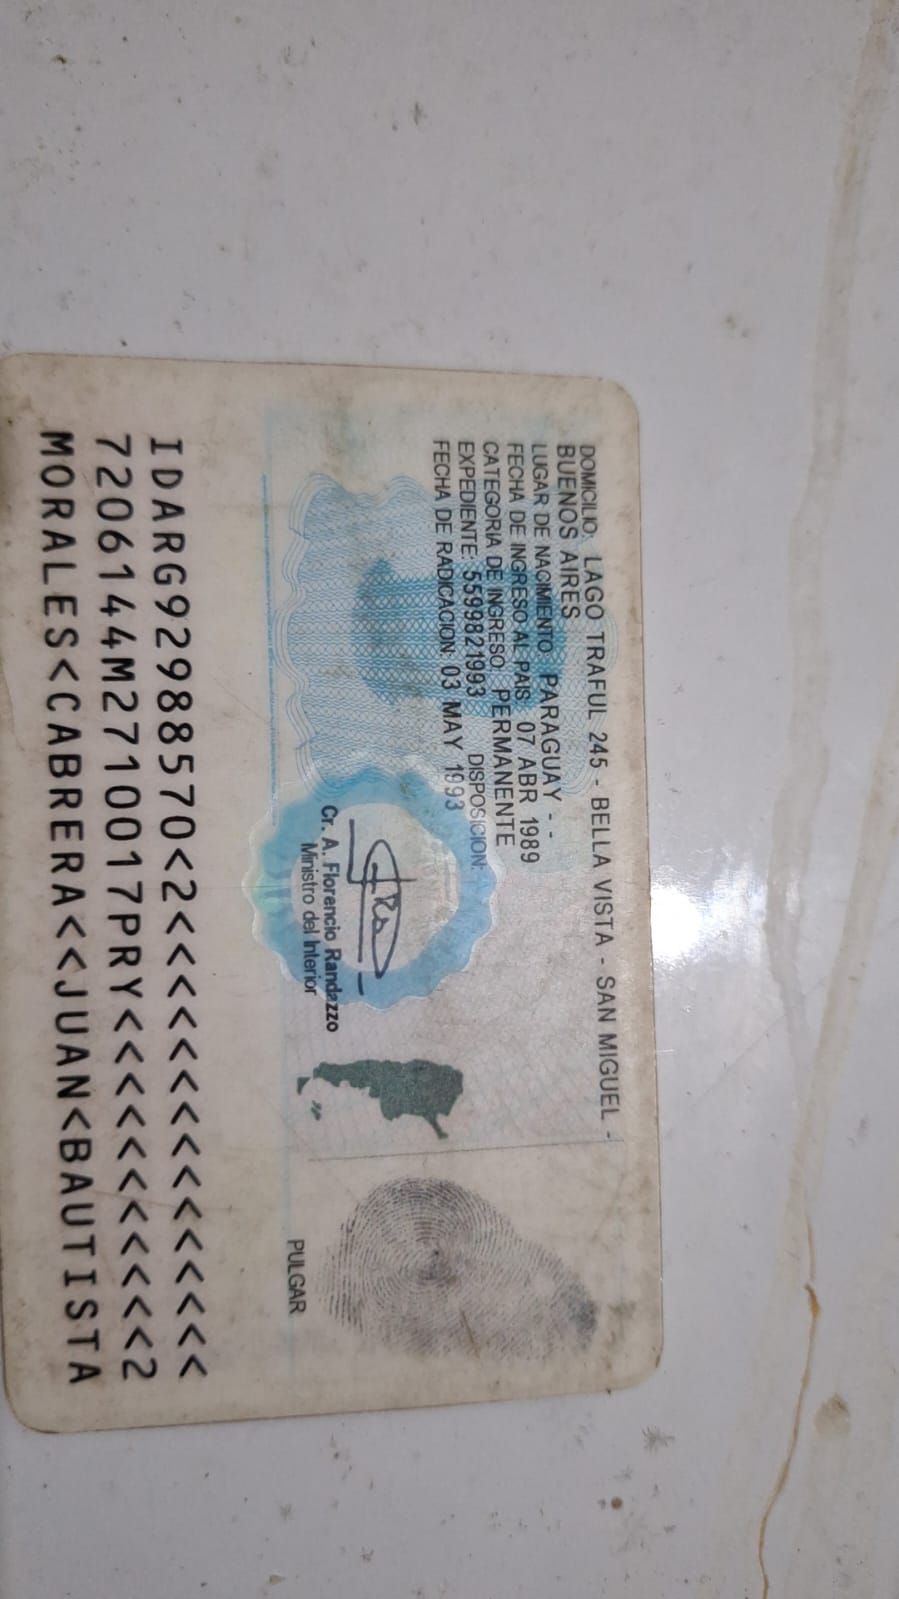 DOMICILIO: LAGO TRAFUL 245 - BELLA VISTA - SAN MIGUEL -
BUENOS AIRES
LUGAR DE NACIMIENTO: PARAGUAY - -
FECHA DE INGRESO AL PAIS: 07 ABR 1989
CATEGORIA DE INGRESO: PERMANENTE
EXPEDIENTE: 5599821993 DISPOSICION:
FECHA DE RADICACION: 03 MAY 1993
Cr. A. Florencio Randazzo
Ministro del Interior
PULGAR
IDARG92988570<2<<<<<<<<<<<<<<<
7206144M2710017PRY<<<<<<<<<<<2
MORALES<CABRERA<<JUAN<BAUTISTA